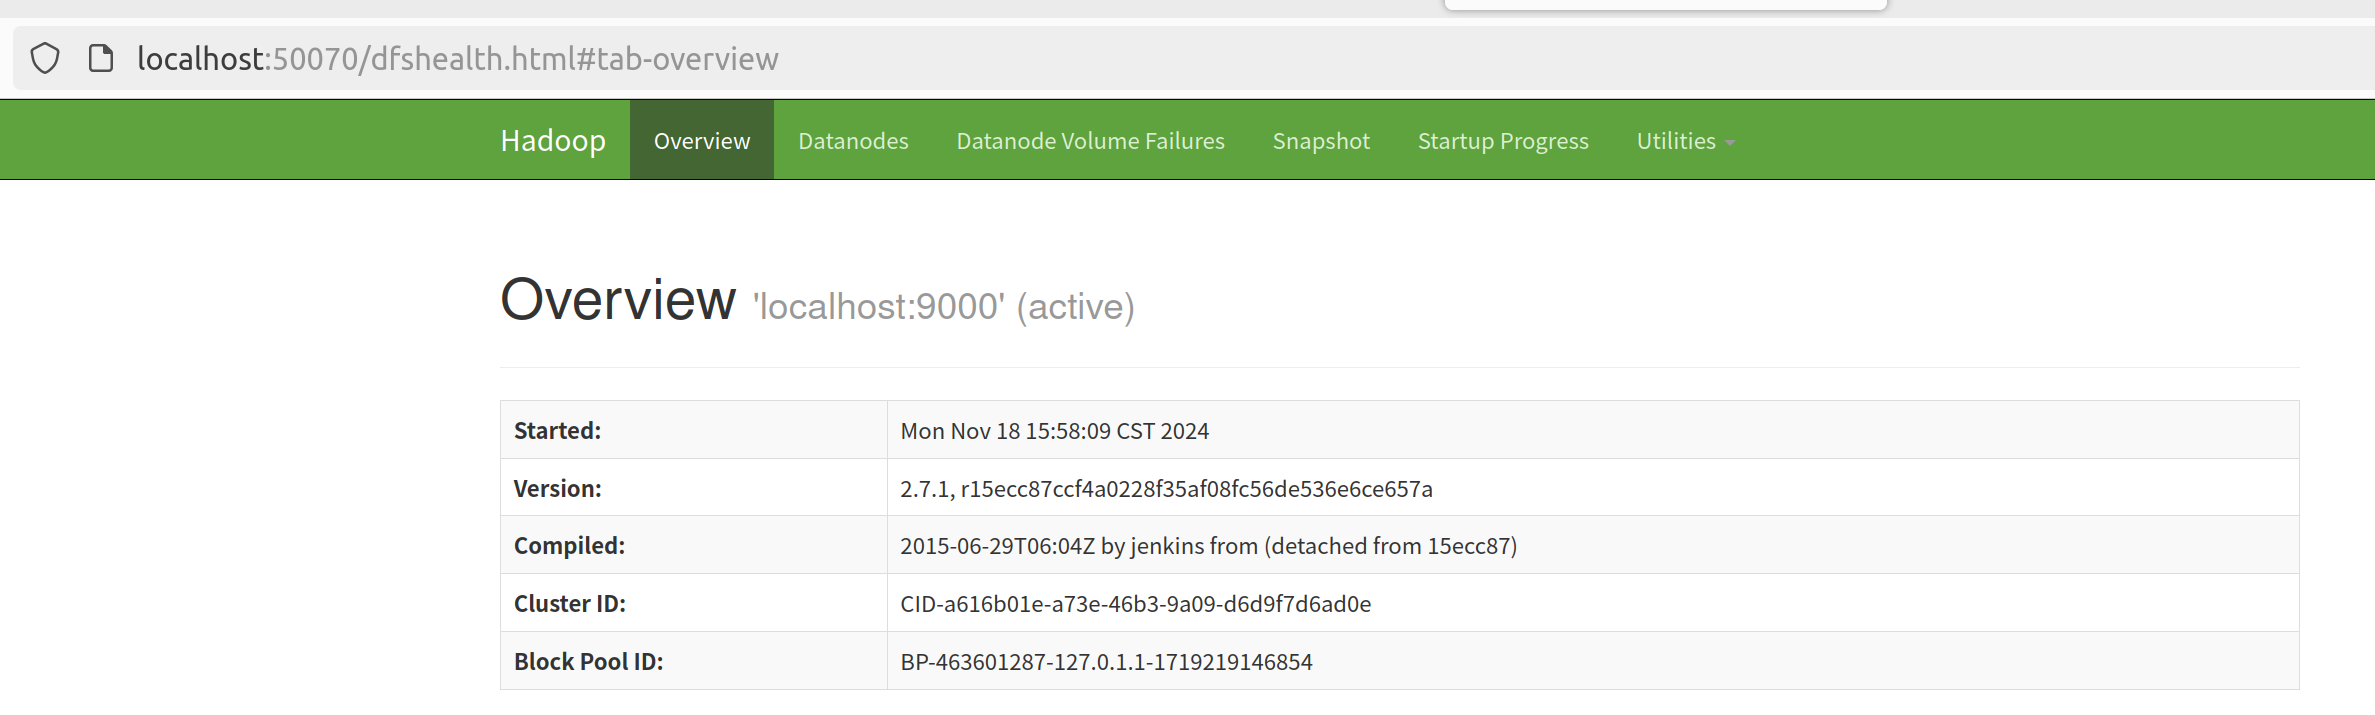 localhost:50070/dfshealth.html#tab-overview
Hadoop Overview Datanodes Datanode Volume Failures Snapshot Startup Progress Utilities
Overview 'localhost:9000' (active)
Started: Mon Nov 18 15:58:09 CST 2024
Version: 2.7.1, r15ecc87ccf4a0228f35af08fc56de536e6ce657a
Compiled: 2015-06-29T06:04Z by jenkins from (detached from 15ecc87)
Cluster ID: CID-a616b01e-a73e-46b3-9a09-d6d9f7d6ad0e
Block Pool ID: BP-463601287-127.0.1.1-1719219146854